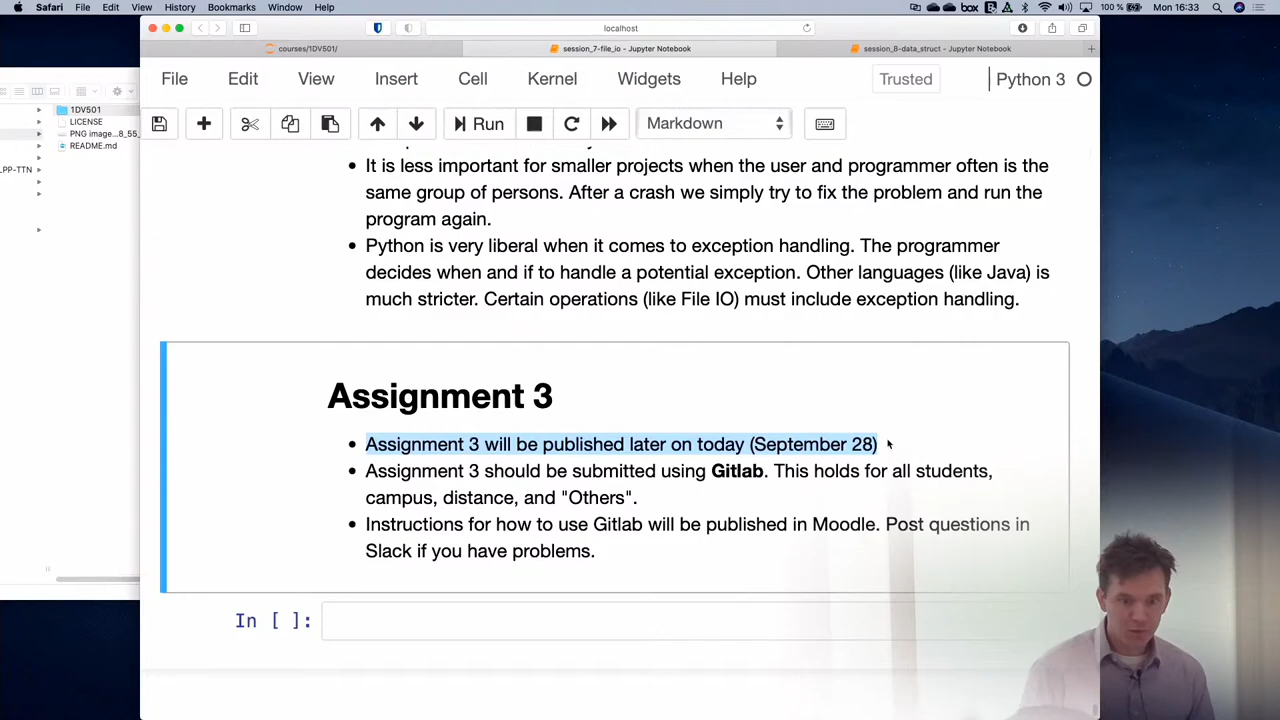 Safari File Edit View History Bookmarks Window Help box 100 % Mon 16:33
localhost
courses/1DV501/ session_7-file_io - Jupyter Notebook session_8-data_struct - Jupyter Notebook
File Edit View Insert Cell Kernel Widgets Help Trusted Python 3
Run Markdown
1DV501
LICENSE
PNG image...8_55_
README.md
LPP-TTN
• It is less important for smaller projects when the user and programmer often is the
same group of persons. After a crash we simply try to fix the problem and run the
program again.
• Python is very liberal when it comes to exception handling. The programmer
decides when and if to handle a potential exception. Other languages (like Java) is
much stricter. Certain operations (like File IO) must include exception handling.
Assignment 3
• Assignment 3 will be published later on today (September 28)
• Assignment 3 should be submitted using Gitlab. This holds for all students,
campus, distance, and "Others".
• Instructions for how to use Gitlab will be published in Moodle. Post questions in
Slack if you have problems.
In [ ]: